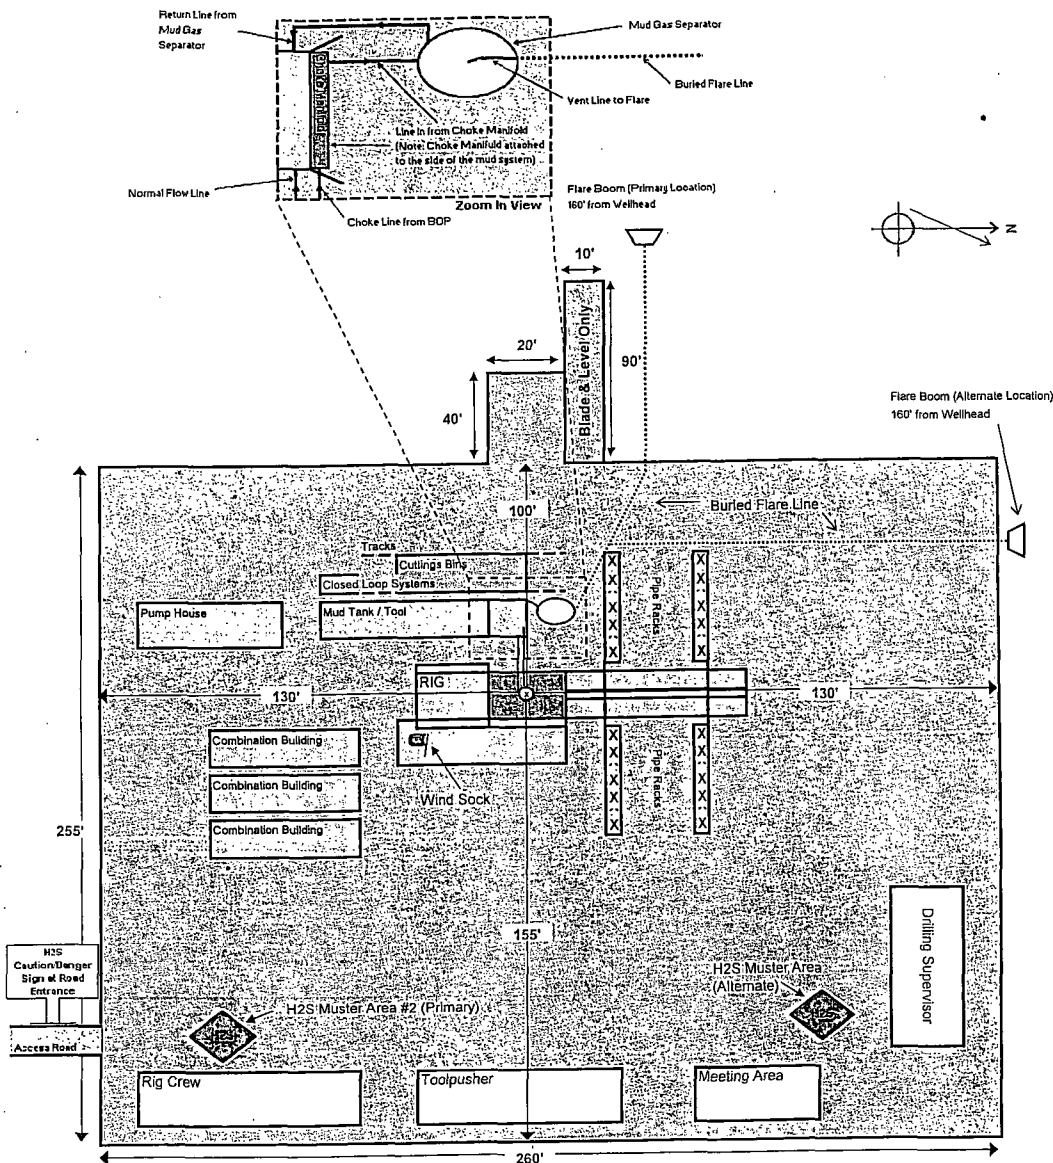 Return Line from
Mud Gas
Separator
Mud Gas Separator
Buried Flare Line
Vent Line to Flare
Line In from Choke Manifold
(Note: Choke Manifold attached
to the side of the mud system)
Normal Flow Line
Choke Line from BOP
Zoom In View
Flare Boom (Primary Location)
160' from Wellhead
N
10'
20'
Blade & Level Only
90'
40'
Flare Boom (Alternate Location)
160' from Wellhead
100'
Buried Flare Line
Tracks
Cuttings Bins
Closed Loop Systems
Pump House
Mud Tank / Tool
X
X
X
X
X
X
X
X
X
X
X
X
Pipe Racks
RIG
130'
x
130'
Combination Building
Combination Building
Combination Building
Wind Sock
X
X
X
X
X
X
X
X
X
X
X
X
Pipe Racks
255'
155'
Drilling Supervisor
H2S
Caution/Danger
Sign at Road
Entrance
H2S Muster Area
(Alternate)
H2S
H2S Muster Area #2 (Primary)
H2S
Access Road
Rig Crew
Toolpusher
Meeting Area
260'